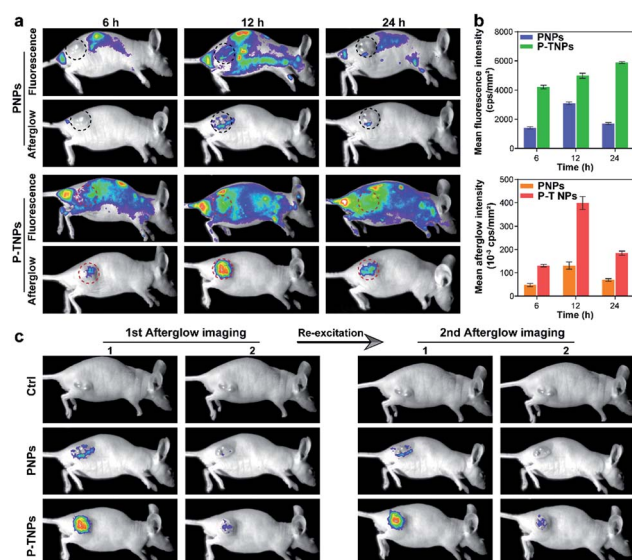 a
6 h
12 h
24 h
PNPs
Fluorescence
Afterglow
P-TNPs
Fluorescence
Afterglow
b
Mean fluorescence intensity
(cps/mm²)
8000
6000
4000
2000
0
PNPs
P-TNPs
6
12
24
Time (h)
Mean afterglow intensity
(10⁻³ cps/mm²)
500
400
300
200
100
0
PNPs
P-T NPs
6
12
24
Time (h)
c
1st Afterglow imaging
Re-excitation
2nd Afterglow imaging
1
2
1
2
Ctrl
PNPs
P-TNPs